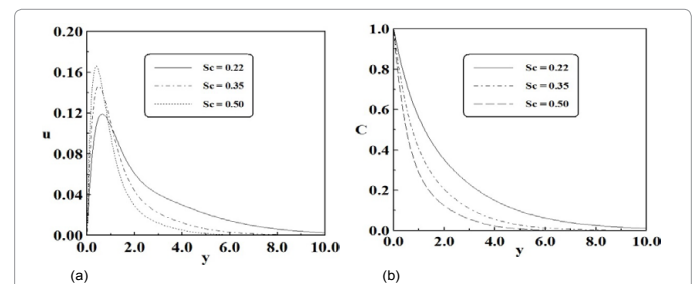 0.20
0.16
0.12
u
0.08
0.04
0.00
0.0 2.0 4.0 6.0 8.0 10.0
y
Sc = 0.22
Sc = 0.35
Sc = 0.50
(a)
1.0
0.8
0.6
C
0.4
0.2
0.0
0.0 2.0 4.0 6.0 8.0 10.0
y
Sc = 0.22
Sc = 0.35
Sc = 0.50
(b)